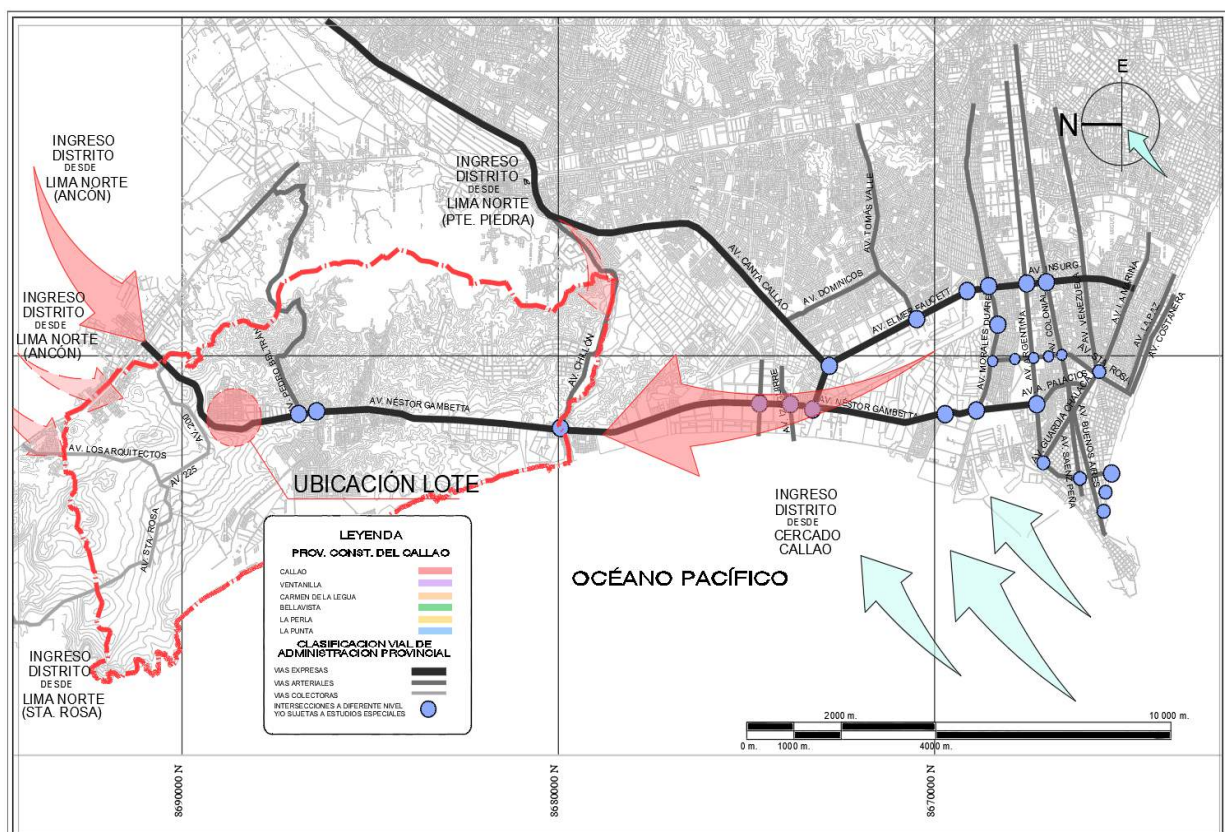 INGRESO
DISTRITO
DESDE
LIMA NORTE
(ANCÓN)
INGRESO
DISTRITO
DESDE
LIMA NORTE
(PTE. PIEDRA)
E
N
INGRESO
DISTRITO
DESDE
LIMA NORTE
(ANCÓN)
AV. CANTA CALLAO
AV. TOMAS VALLE
AV. DOMINICOS
AV. ELMER FAUCETT
AV. INSURG.
AV. LA MARINA
AV. LA PAZ
AV. COSTANERA
AV. MORALES DUAREZ
AV. ARGENTINA
AV. COLONIAL
AV. VENEZUELA
AV. STA. ROSA
PEDRO BELTRÁN
AV. CHILLÓN
AV. NÉSTOR GAMBETTA
AV. NÉSTOR GAMBETTA
AV. A. PALACIOS
AV. GUARDIA CHALACA
AV. BUENOS AIRES
AV. SAENZ PEÑA
AV. 200
AV. LOS ARQUITECTOS
AV. 225
AV. STA. ROSA
UBICACIÓN LOTE
INGRESO
DISTRITO
DESDE
CERCADO
CALLAO
OCÉANO PACÍFICO
LEYENDA
PROV. CONST. DEL CALLAO
CALLAO
VENTANILLA
CARMEN DE LA LEGUA
BELLAVISTA
LA PERLA
LA PUNTA
CLASIFICACION VIAL DE
ADMINISTRACIÓN PROVINCIAL
VIAS EXPRESAS
VIAS ARTERIALES
VIAS COLECTORAS
INTERSECCIONES A DIFERENTE NIVEL
Y/O SUJETAS A ESTUDIOS ESPECIALES
INGRESO
DISTRITO
DESDE
LIMA NORTE
(STA. ROSA)
2000 m.
10 000 m.
0 m.
1000 m.
4000 m.
8690000 N
8680000 N
8670000 N